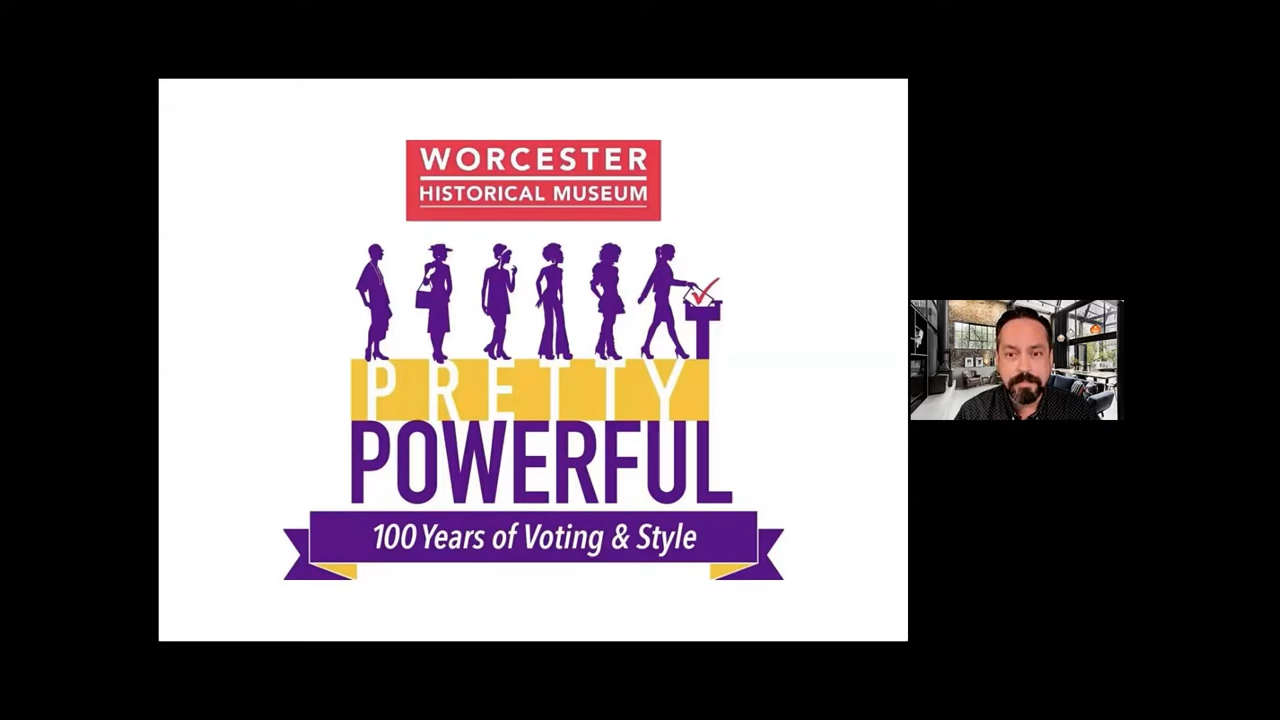 WORCESTER
HISTORICAL MUSEUM
PRETTY
POWERFUL
100 Years of Voting & Style